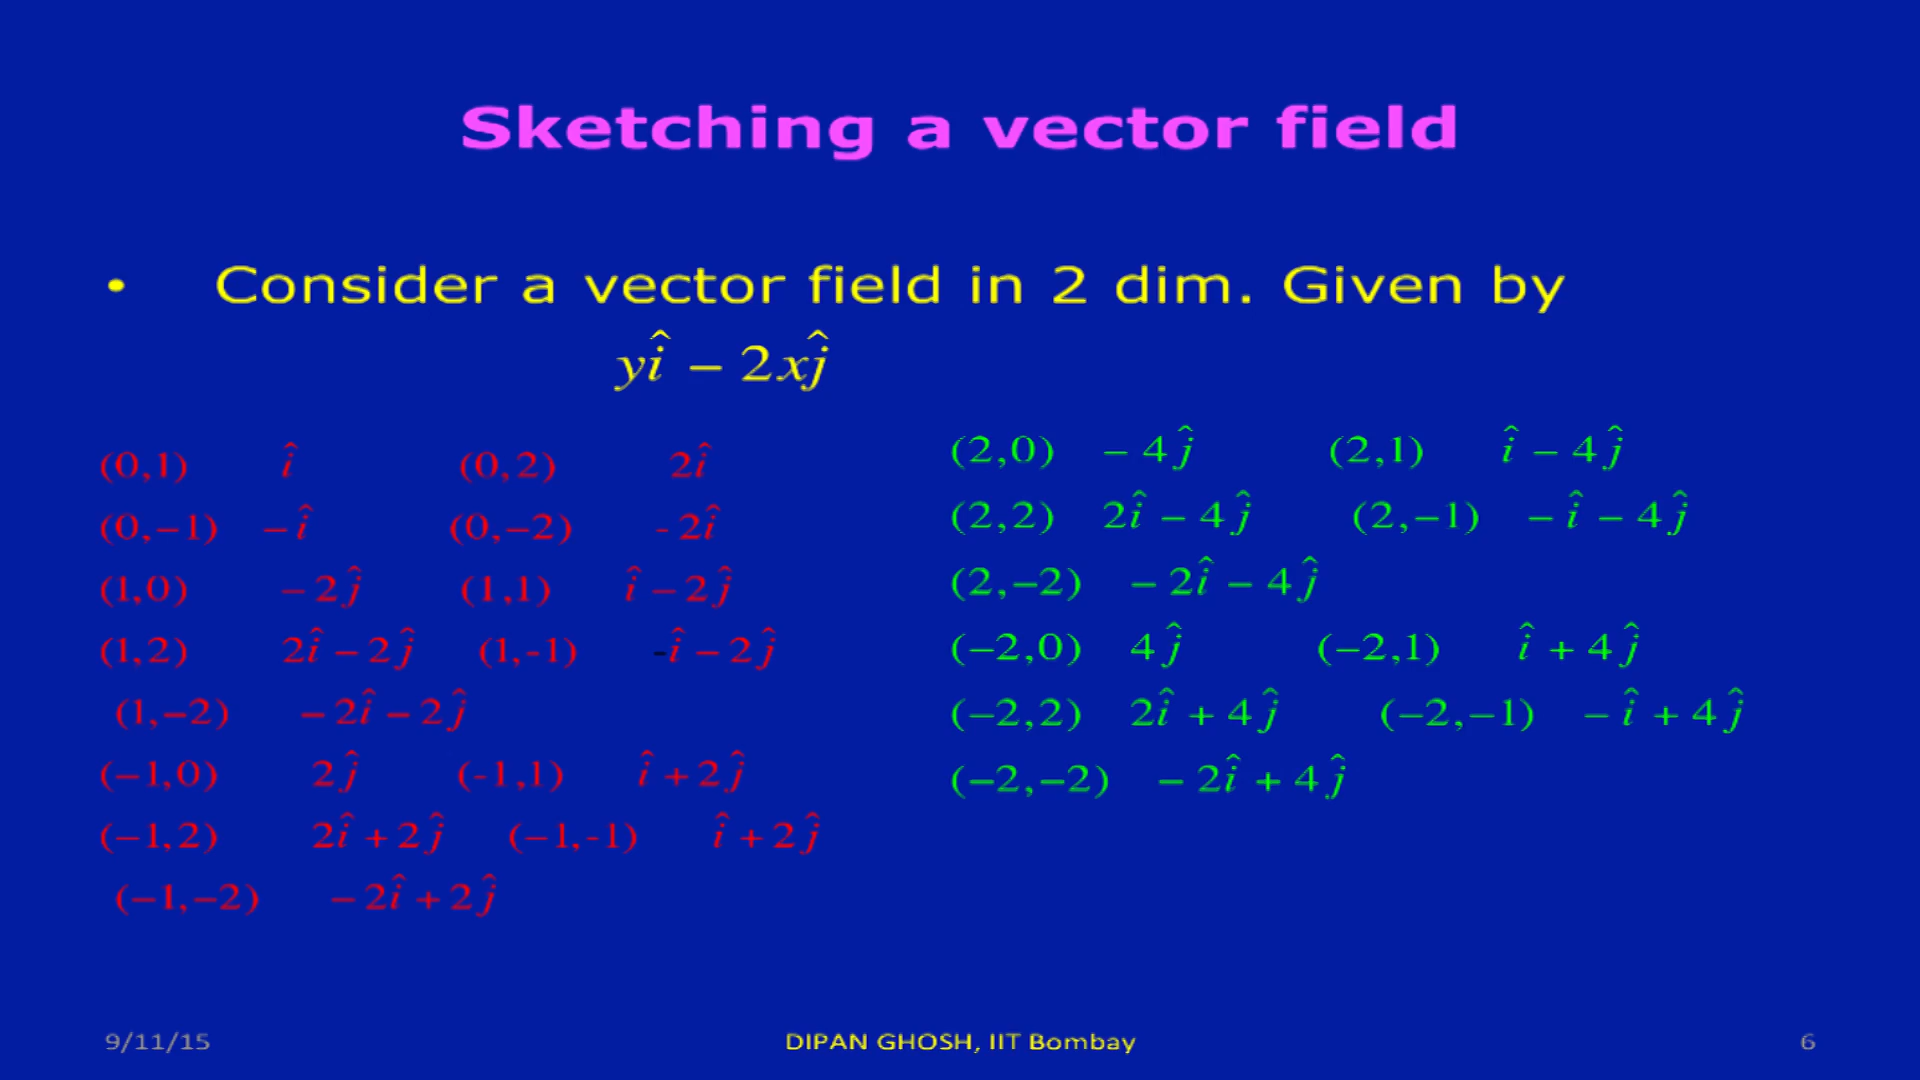 Sketching a vector field
• Consider a vector field in 2 dim. Given by
yî – 2xĵ
(0,1) î (0,2) 2î
(0,–1) –î (0,–2) -2î
(1,0) –2ĵ (1,1) î–2ĵ
(1,2) 2î–2ĵ (1,-1) -î–2ĵ
(1,–2) –2î–2ĵ
(–1,0) 2ĵ (-1,1) î+2ĵ
(–1,2) 2î+2ĵ (–1,-1) î+2ĵ
(–1,–2) –2î+2ĵ
(2,0) –4ĵ (2,1) î–4ĵ
(2,2) 2î–4ĵ (2,–1) –î–4ĵ
(2,–2) –2î–4ĵ
(–2,0) 4ĵ (–2,1) î+4ĵ
(–2,2) 2î+4ĵ (–2,–1) –î+4ĵ
(–2,–2) –2î+4ĵ
9/11/15 DIPAN GHOSH, IIT Bombay 6